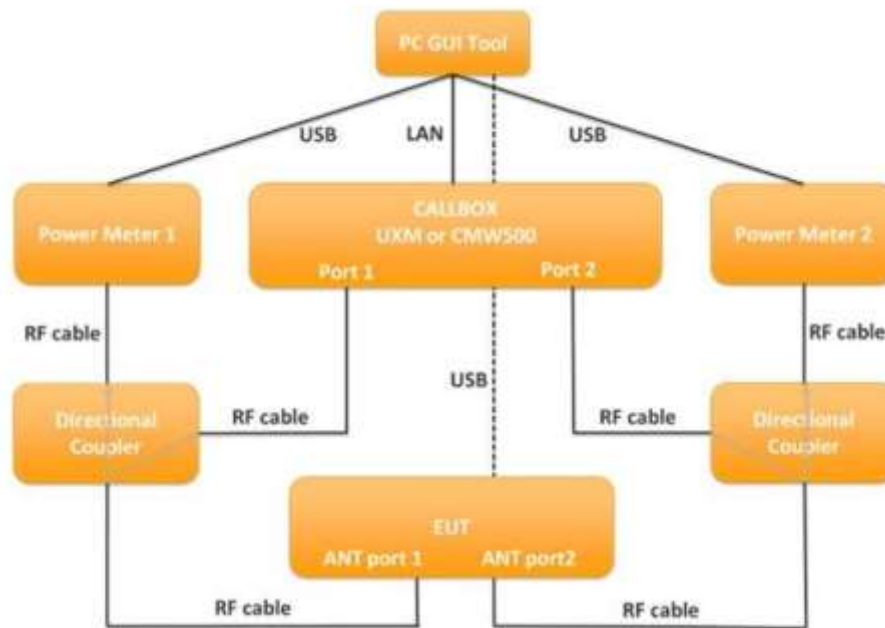 PC GUI Tool
USB
LAN
USB
Power Meter 1
CALLBOX
UXM or CMW500
Port 1
Port 2
Power Meter 2
RF cable
RF cable
USB
Directional
Coupler
RF cable
RF cable
Directional
Coupler
EUT
ANT port 1
ANT port2
RF cable
RF cable